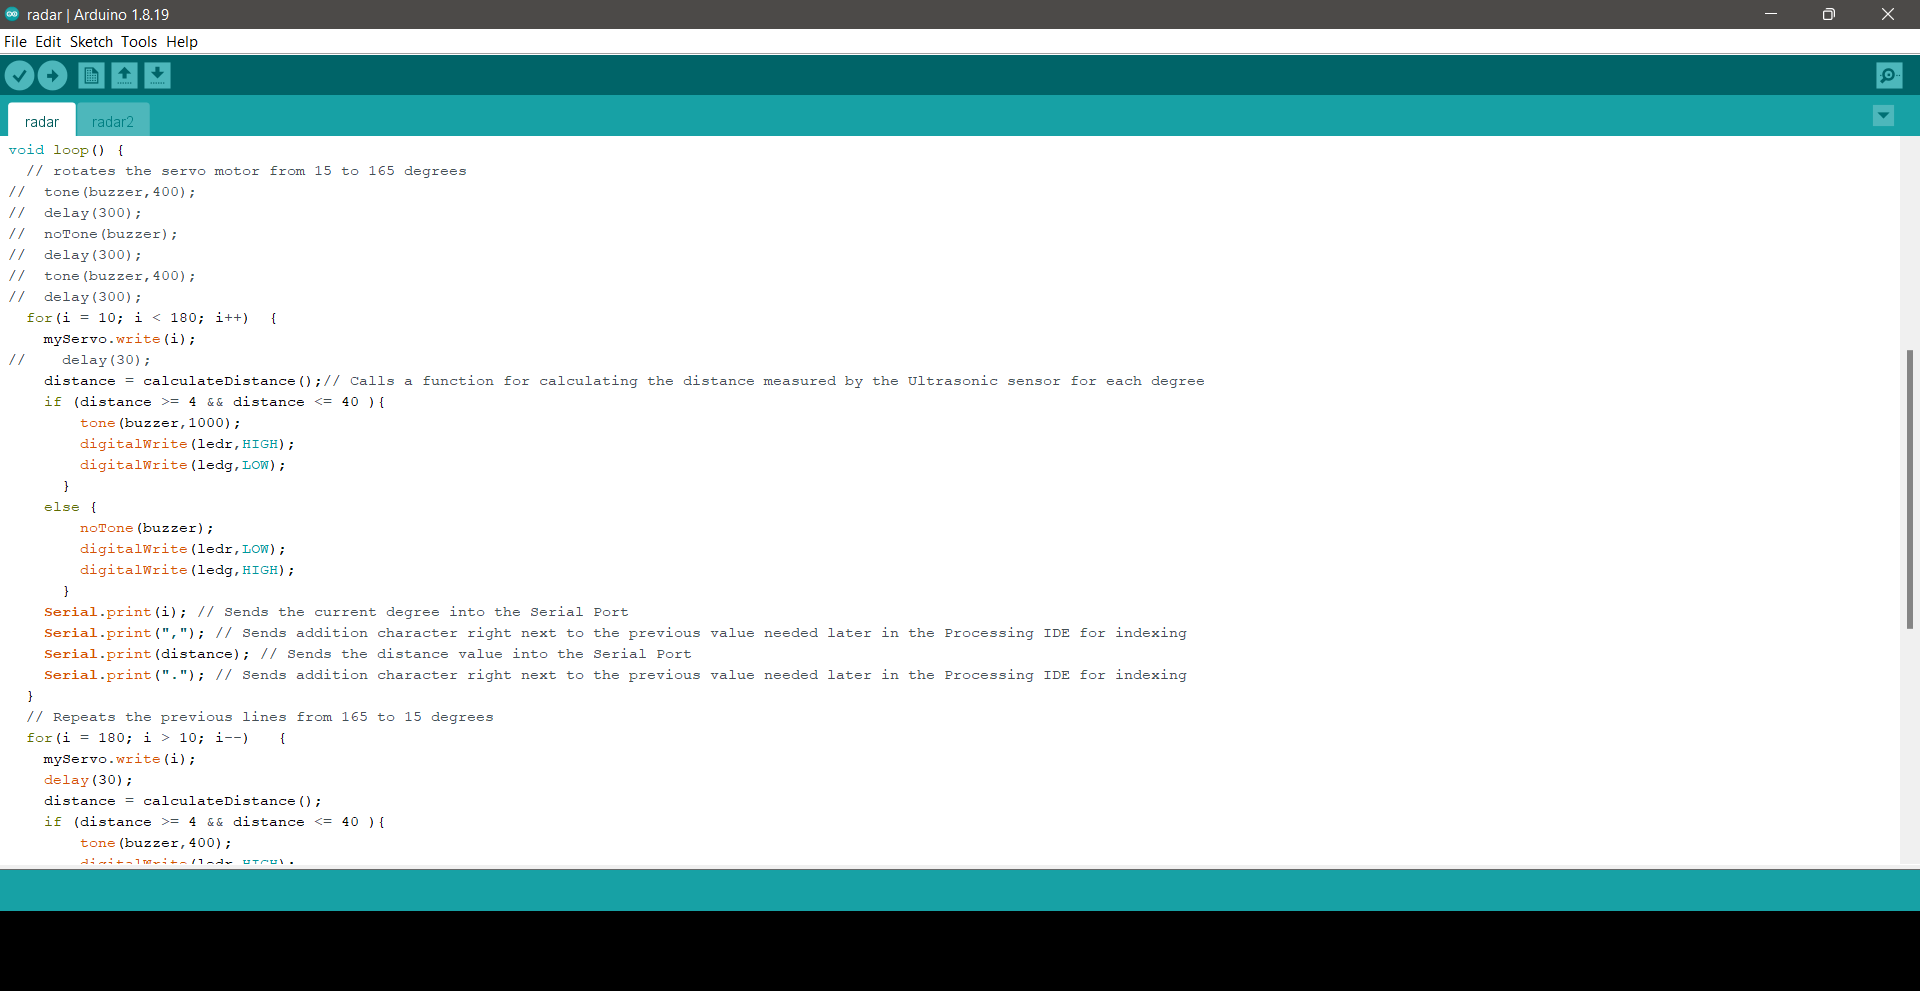 radar | Arduino 1.8.19
File Edit Sketch Tools Help
radar radar2
void loop() {
  // rotates the servo motor from 15 to 165 degrees
//  tone(buzzer,400);
//  delay(300);
//  noTone(buzzer);
//  delay(300);
//  tone(buzzer,400);
//  delay(300);
  for(i = 10; i < 180; i++)  {
    myServo.write(i);
//    delay(30);
    distance = calculateDistance();// Calls a function for calculating the distance measured by the Ultrasonic sensor for each degree
    if (distance >= 4 && distance <= 40 ){
        tone(buzzer,1000);
        digitalWrite(ledr,HIGH);
        digitalWrite(ledg,LOW);
      }
    else {
        noTone(buzzer);
        digitalWrite(ledr,LOW);
        digitalWrite(ledg,HIGH);
      }
    Serial.print(i); // Sends the current degree into the Serial Port
    Serial.print(","); // Sends addition character right next to the previous value needed later in the Processing IDE for indexing
    Serial.print(distance); // Sends the distance value into the Serial Port
    Serial.print("."); // Sends addition character right next to the previous value needed later in the Processing IDE for indexing
  }
  // Repeats the previous lines from 165 to 15 degrees
  for(i = 180; i > 10; i--)   {
    myServo.write(i);
    delay(30);
    distance = calculateDistance();
    if (distance >= 4 && distance <= 40 ){
        tone(buzzer,400);
        digitalWrite(ledr,HIGH);